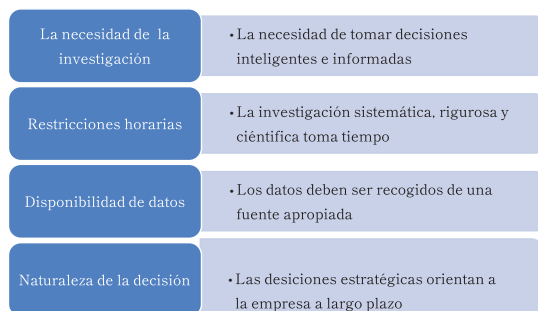 La necesidad de la
investigación
• La necesidad de tomar decisiones
inteligentes e informadas
Restricciones horarias
• La investigación sistemática, rigurosa y
ciéntifica toma tiempo
Disponibilidad de datos
• Los datos deben ser recogidos de una
fuente apropiada
Naturaleza de la decisión
• Las desiciones estratégicas orientan a
la empresa a largo plazo